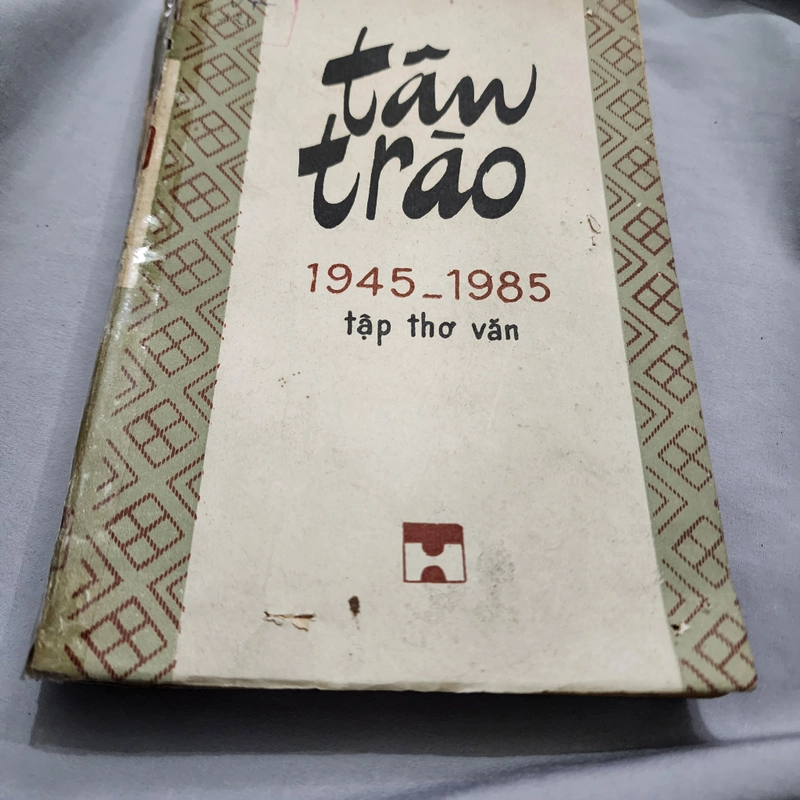 tân
trào
1945_1985
tập thơ văn